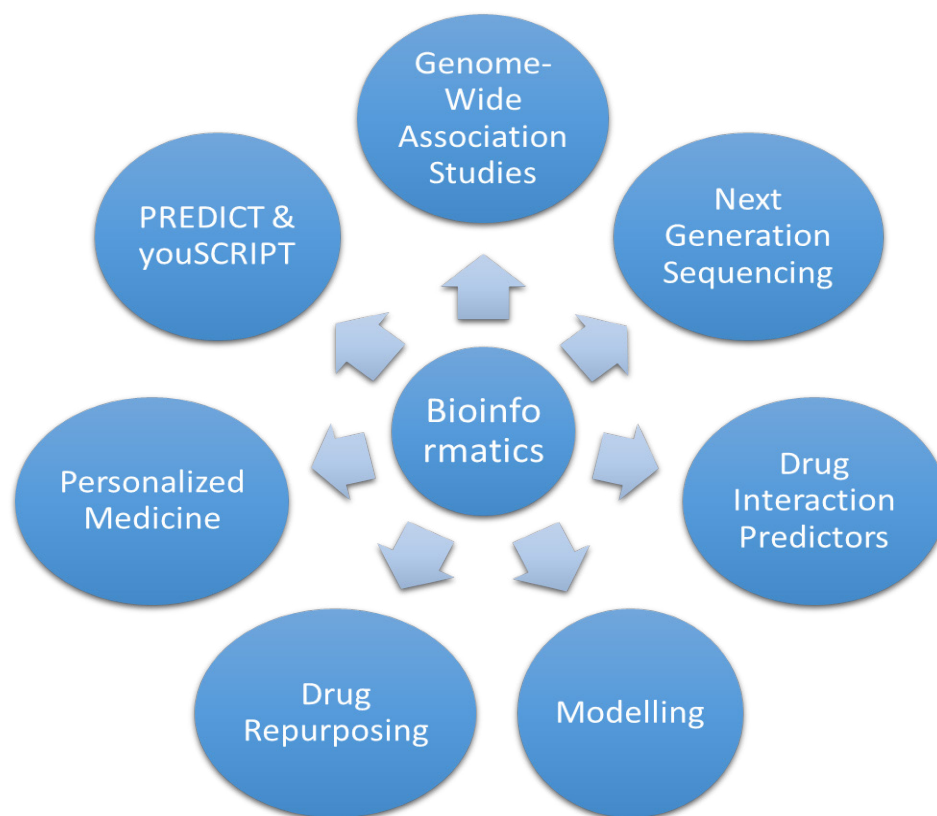 Genome-
Wide
Association
Studies
Next
Generation
Sequencing
Drug
Interaction
Predictors
Modelling
Drug
Repurposing
Personalized
Medicine
PREDICT &
youSCRIPT
Bioinfo
rmatics